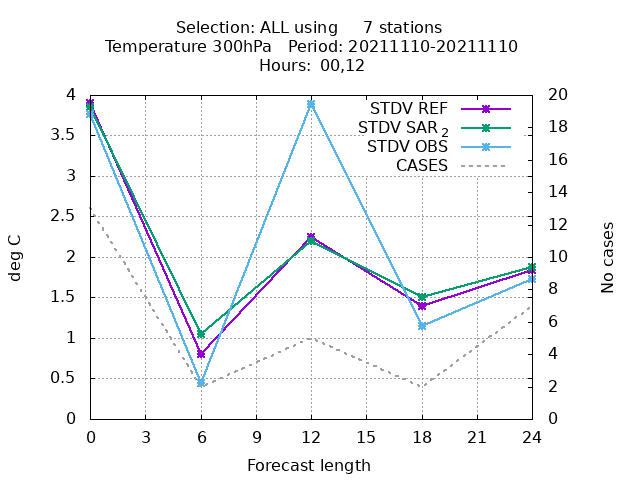 Selection: ALL using 7 stations
Temperature 300hPa Period: 20211110-20211110
Hours: 00,12
STDV REF
STDV SAR 2
STDV OBS
CASES
4
3.5
3
2.5
2
1.5
1
0.5
0
deg C
20
18
16
14
12
10
8
6
4
2
0
No cases
0 3 6 9 12 15 18 21 24
Forecast length